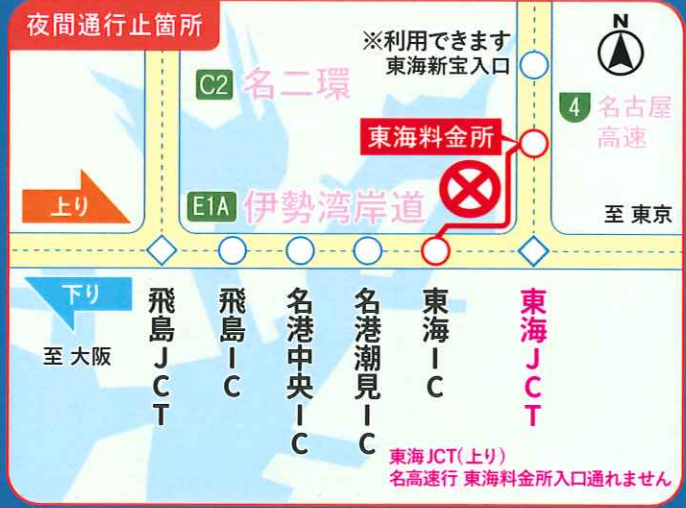 夜間通行止箇所
※利用できます
東海新宝入口
N
C2 名二環
4 名古屋
高速
東海料金所
上り
E1A 伊勢湾岸道
至 東京
下り
至 大阪
飛島JCT
飛島IC
名港中央IC
名港潮見IC
東海IC
東海JCT
東海JCT(上り)
名高速行 東海料金所入口通れません